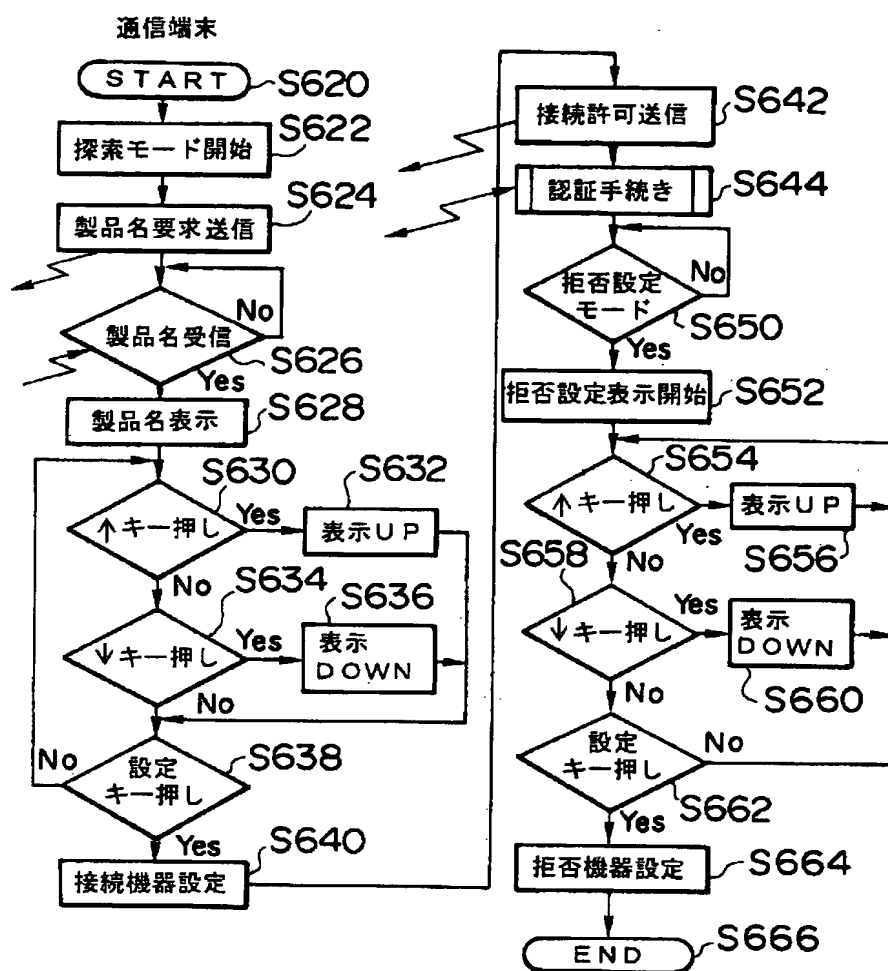 通信端末
START
S620
探索モード開始
S622
製品名要求送信
S624
製品名受信
No
S626
Yes
製品名表示
S628
↑キー押し
S630
Yes
表示UP
S632
No
↓キー押し
S634
Yes
表示
DOWN
S636
No
設定
キー押し
S638
No
Yes
接続機器設定
S640
接続許可送信
S642
認証手続き
S644
拒否設定
モード
No
S650
Yes
拒否設定表示開始
S652
↑キー押し
S654
Yes
表示UP
S656
No
↓キー押し
S658
Yes
表示
DOWN
S660
No
設定
キー押し
No
S662
Yes
拒否機器設定
S664
END
S666